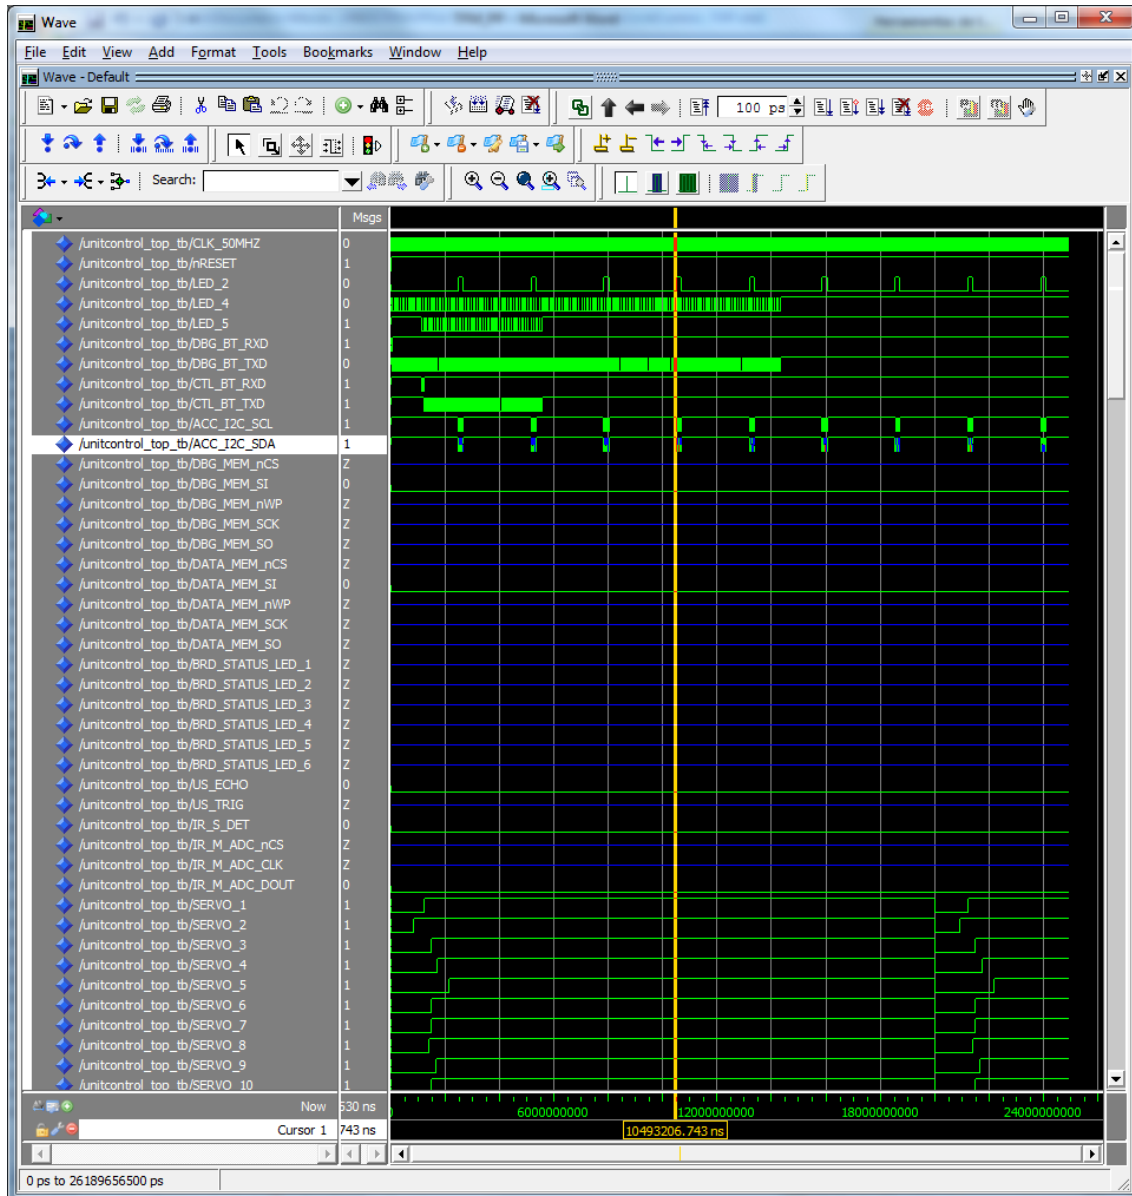 Wave
File Edit View Add Format Tools Bookmarks Window Help
Wave - Default
100 ps
Search:
Msgs
/unitcontrol_top_tb/CLK_50MHZ 0
/unitcontrol_top_tb/nRESET 1
/unitcontrol_top_tb/LED_2 0
/unitcontrol_top_tb/LED_4 0
/unitcontrol_top_tb/LED_5 1
/unitcontrol_top_tb/DBG_BT_RXD 1
/unitcontrol_top_tb/DBG_BT_TXD 0
/unitcontrol_top_tb/CTL_BT_RXD 1
/unitcontrol_top_tb/CTL_BT_TXD 1
/unitcontrol_top_tb/ACC_I2C_SCL 1
/unitcontrol_top_tb/ACC_I2C_SDA 1
/unitcontrol_top_tb/DBG_MEM_nCS Z
/unitcontrol_top_tb/DBG_MEM_SI 0
/unitcontrol_top_tb/DBG_MEM_nWP Z
/unitcontrol_top_tb/DBG_MEM_SCK Z
/unitcontrol_top_tb/DBG_MEM_SO Z
/unitcontrol_top_tb/DATA_MEM_nCS Z
/unitcontrol_top_tb/DATA_MEM_SI 0
/unitcontrol_top_tb/DATA_MEM_nWP Z
/unitcontrol_top_tb/DATA_MEM_SCK Z
/unitcontrol_top_tb/DATA_MEM_SO Z
/unitcontrol_top_tb/BRD_STATUS_LED_1 Z
/unitcontrol_top_tb/BRD_STATUS_LED_2 Z
/unitcontrol_top_tb/BRD_STATUS_LED_3 Z
/unitcontrol_top_tb/BRD_STATUS_LED_4 Z
/unitcontrol_top_tb/BRD_STATUS_LED_5 Z
/unitcontrol_top_tb/BRD_STATUS_LED_6 Z
/unitcontrol_top_tb/US_ECHO 0
/unitcontrol_top_tb/US_TRIG Z
/unitcontrol_top_tb/IR_S_DET 0
/unitcontrol_top_tb/IR_M_ADC_nCS Z
/unitcontrol_top_tb/IR_M_ADC_CLK Z
/unitcontrol_top_tb/IR_M_ADC_DOUT 0
/unitcontrol_top_tb/SERVO_1 1
/unitcontrol_top_tb/SERVO_2 1
/unitcontrol_top_tb/SERVO_3 1
/unitcontrol_top_tb/SERVO_4 1
/unitcontrol_top_tb/SERVO_5 1
/unitcontrol_top_tb/SERVO_6 1
/unitcontrol_top_tb/SERVO_7 1
/unitcontrol_top_tb/SERVO_8 1
/unitcontrol_top_tb/SERVO_9 1
/unitcontrol_top_tb/SERVO_10 1
Now 530 ns 6000000000 12000000000 18000000000 24000000000
Cursor 1 743 ns 10493206.743 ns
0 ps to 26189656500 ps